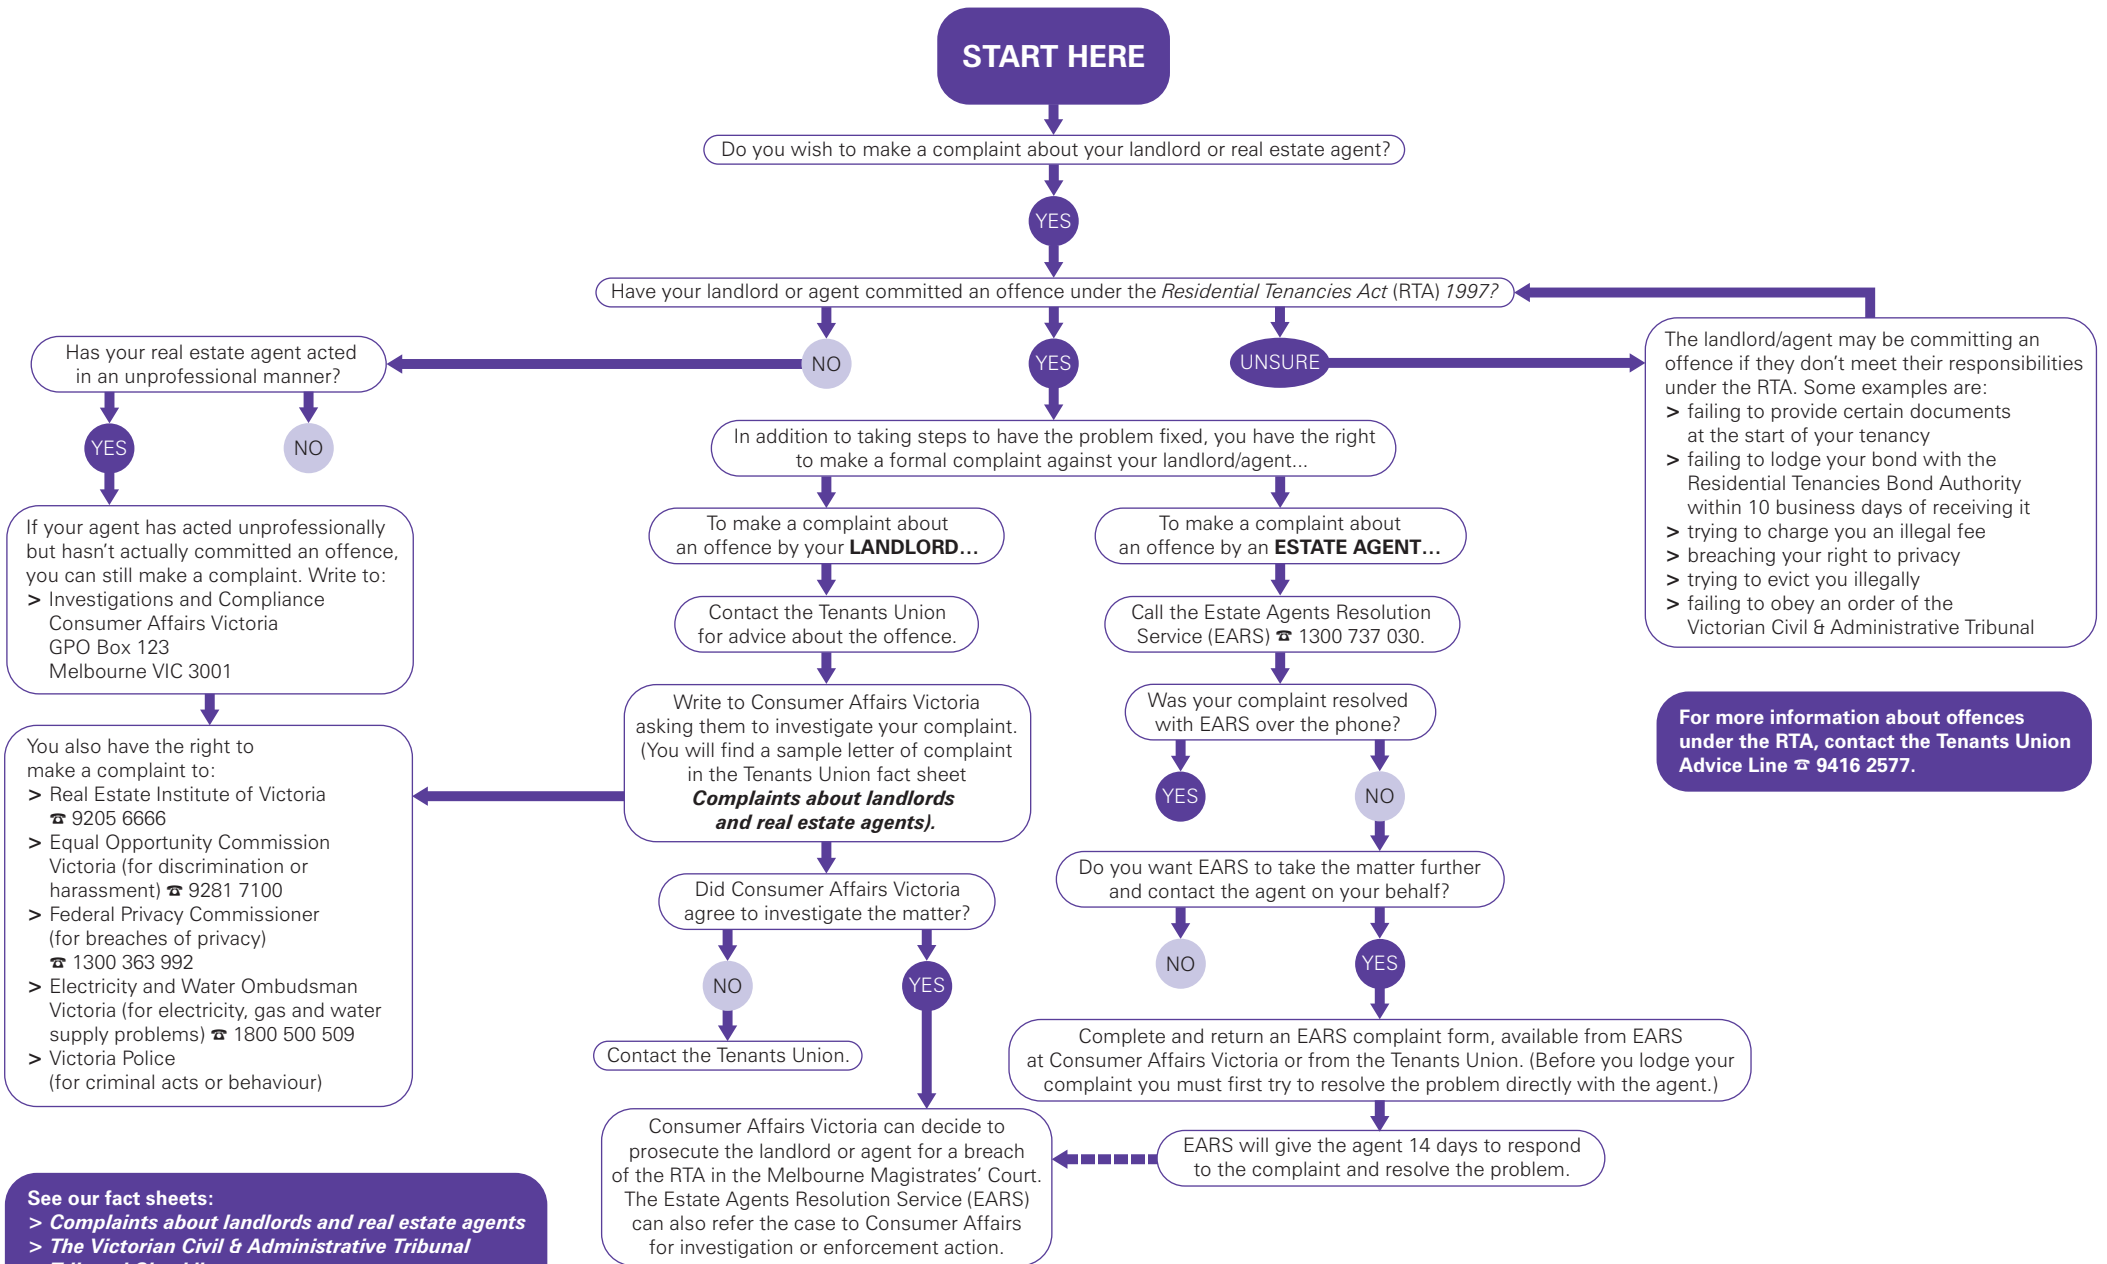 START HERE
Do you wish to make a complaint about your landlord or real estate agent?
YES
Have your landlord or agent committed an offence under the Residential Tenancies Act (RTA) 1997?
NO
YES
UNSURE
Has your real estate agent acted
in an unprofessional manner?
YES
NO
If your agent has acted unprofessionally
but hasn't actually committed an offence,
you can still make a complaint. Write to:
> Investigations and Compliance
Consumer Affairs Victoria
GPO Box 123
Melbourne VIC 3001
You also have the right to
make a complaint to:
> Real Estate Institute of Victoria
☎ 9205 6666
> Equal Opportunity Commission
Victoria (for discrimination or
harassment) ☎ 9281 7100
> Federal Privacy Commissioner
(for breaches of privacy)
☎ 1300 363 992
> Electricity and Water Ombudsman
Victoria (for electricity, gas and water
supply problems) ☎ 1800 500 509
> Victoria Police
(for criminal acts or behaviour)
In addition to taking steps to have the problem fixed, you have the right
to make a formal complaint against your landlord/agent...
To make a complaint about
an offence by your LANDLORD...
Contact the Tenants Union
for advice about the offence.
Write to Consumer Affairs Victoria
asking them to investigate your complaint.
(You will find a sample letter of complaint
in the Tenants Union fact sheet
Complaints about landlords
and real estate agents).
Did Consumer Affairs Victoria
agree to investigate the matter?
NO
YES
Contact the Tenants Union.
Consumer Affairs Victoria can decide to
prosecute the landlord or agent for a breach
of the RTA in the Melbourne Magistrates' Court.
The Estate Agents Resolution Service (EARS)
can also refer the case to Consumer Affairs
for investigation or enforcement action.
To make a complaint about
an offence by an ESTATE AGENT...
Call the Estate Agents Resolution
Service (EARS) ☎ 1300 737 030.
Was your complaint resolved
with EARS over the phone?
YES
NO
Do you want EARS to take the matter further
and contact the agent on your behalf?
NO
YES
Complete and return an EARS complaint form, available from EARS
at Consumer Affairs Victoria or from the Tenants Union. (Before you lodge your
complaint you must first try to resolve the problem directly with the agent.)
EARS will give the agent 14 days to respond
to the complaint and resolve the problem.
The landlord/agent may be committing an
offence if they don't meet their responsibilities
under the RTA. Some examples are:
> failing to provide certain documents
at the start of your tenancy
> failing to lodge your bond with the
Residential Tenancies Bond Authority
within 10 business days of receiving it
> trying to charge you an illegal fee
> breaching your right to privacy
> trying to evict you illegally
> failing to obey an order of the
Victorian Civil & Administrative Tribunal
For more information about offences
under the RTA, contact the Tenants Union
Advice Line ☎ 9416 2577.
See our fact sheets:
> Complaints about landlords and real estate agents
> The Victorian Civil & Administrative Tribunal